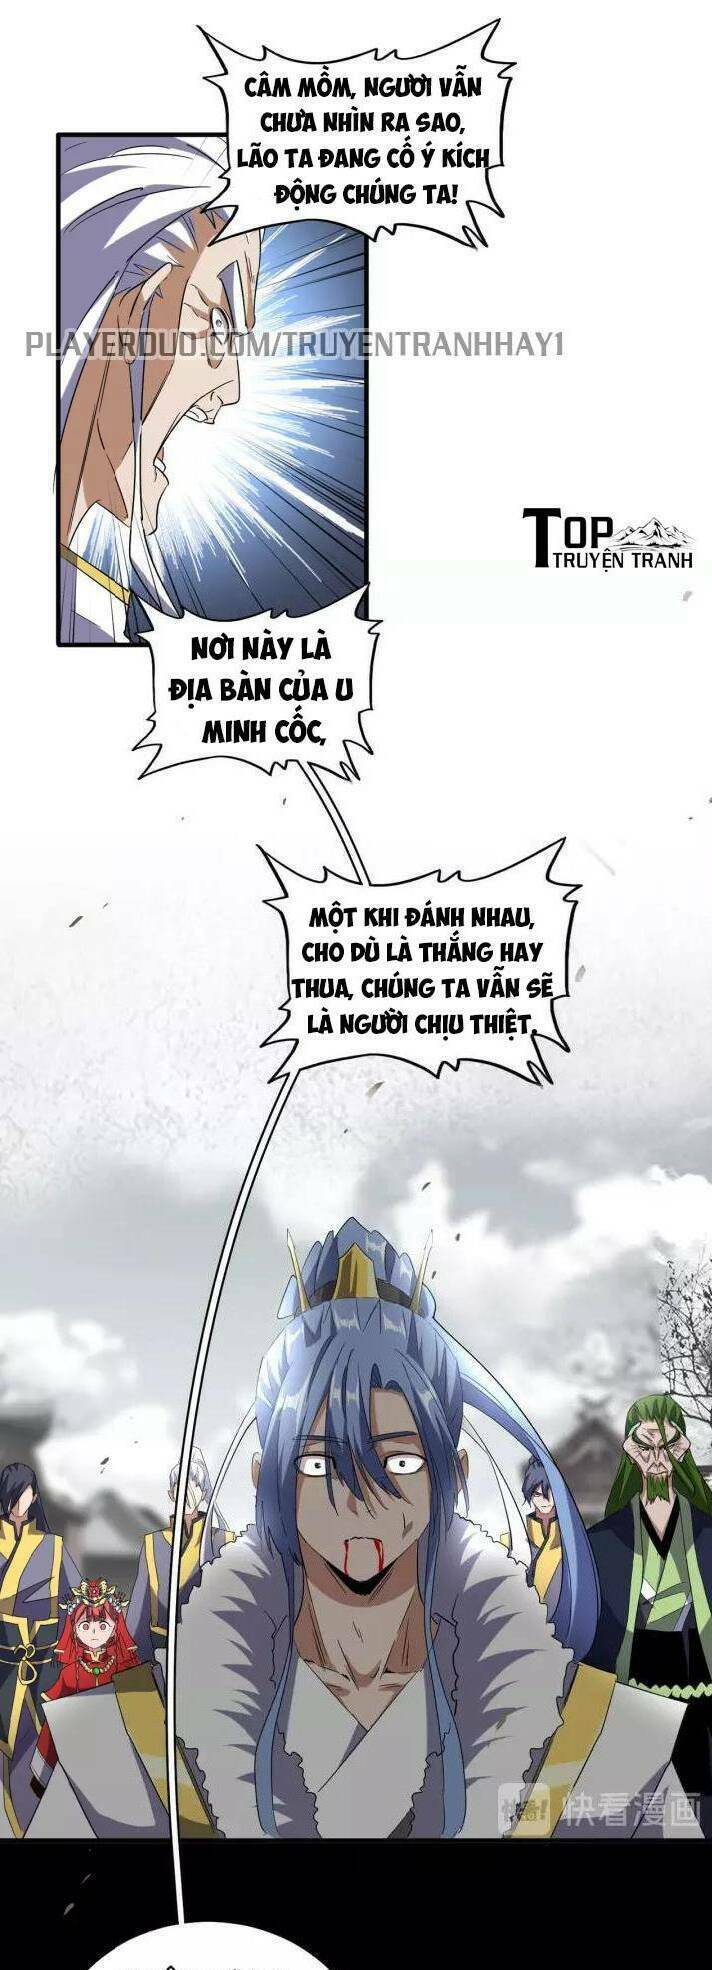 CÂM MỒM, NGƯƠI VẪN
CHƯA NHÌN RA SAO,
LÃO TA ĐANG CỐ Ý KÍCH
ĐỘNG CHÚNG TA!
PLAYERDUO.COM/TRUYENTRANHHAY1
TOP
TRUYỆN TRANH
NƠI NÀY LÀ
ĐỊA BÀN CỦA U
MINH CỐC,
MỘT KHI ĐÁNH NHAU,
CHO DÙ LÀ THẮNG HAY
THUA, CHÚNG TA VẪN SẼ
LÀ NGƯỜI CHỊU THIỆT.
快看漫画